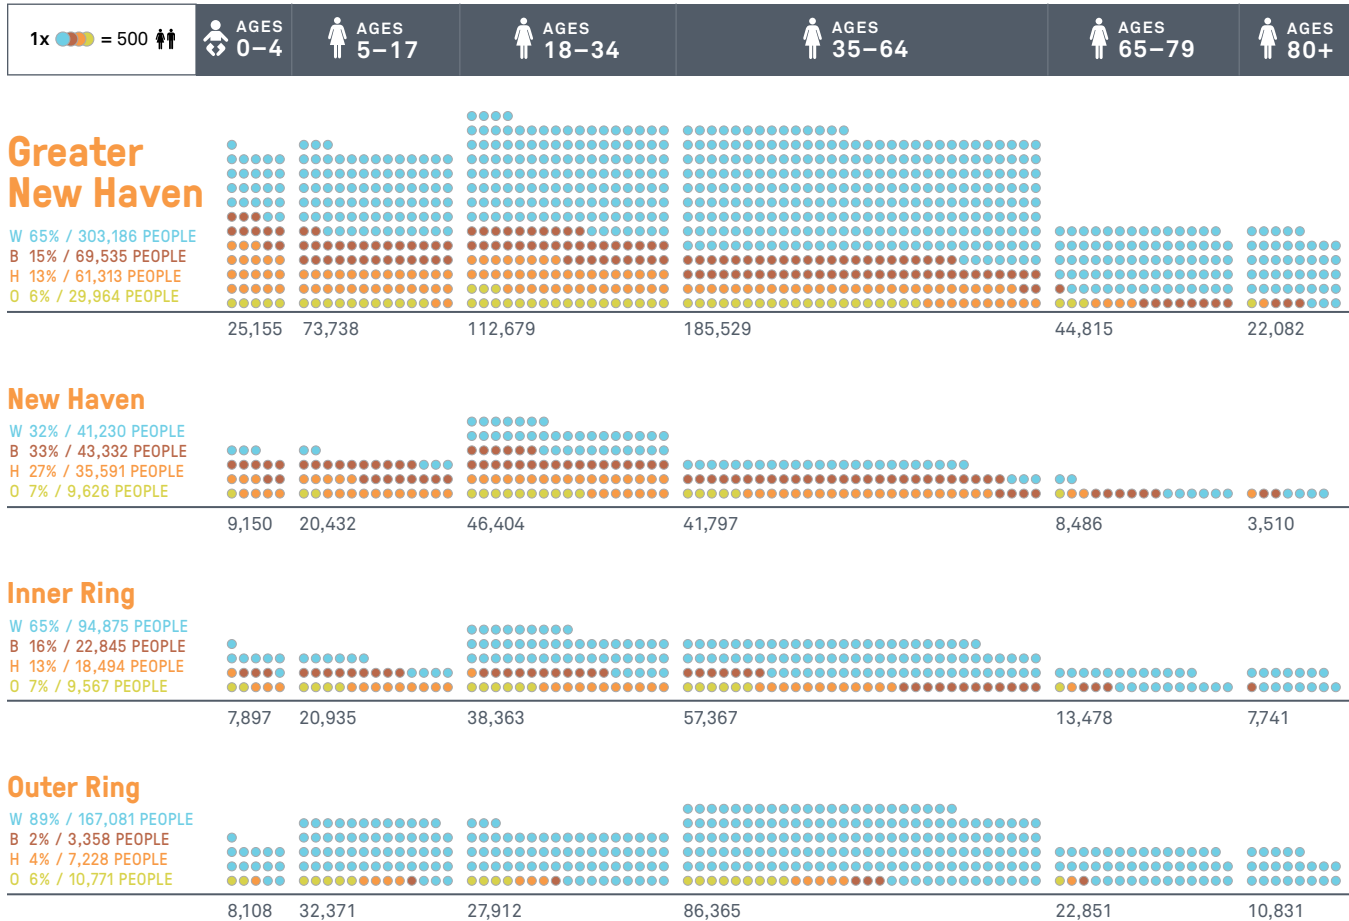 1x = 500
AGES
0–4
AGES
5–17
AGES
18–34
AGES
35–64
AGES
65–79
AGES
80+
Greater
New Haven
W 65% / 303,186 PEOPLE
B 15% / 69,535 PEOPLE
H 13% / 61,313 PEOPLE
O 6% / 29,964 PEOPLE
25,155 73,738 112,679 185,529 44,815 22,082
New Haven
W 32% / 41,230 PEOPLE
B 33% / 43,332 PEOPLE
H 27% / 35,591 PEOPLE
O 7% / 9,626 PEOPLE
9,150 20,432 46,404 41,797 8,486 3,510
Inner Ring
W 65% / 94,875 PEOPLE
B 16% / 22,845 PEOPLE
H 13% / 18,494 PEOPLE
O 7% / 9,567 PEOPLE
7,897 20,935 38,363 57,367 13,478 7,741
Outer Ring
W 89% / 167,081 PEOPLE
B 2% / 3,358 PEOPLE
H 4% / 7,228 PEOPLE
O 6% / 10,771 PEOPLE
8,108 32,371 27,912 86,365 22,851 10,831